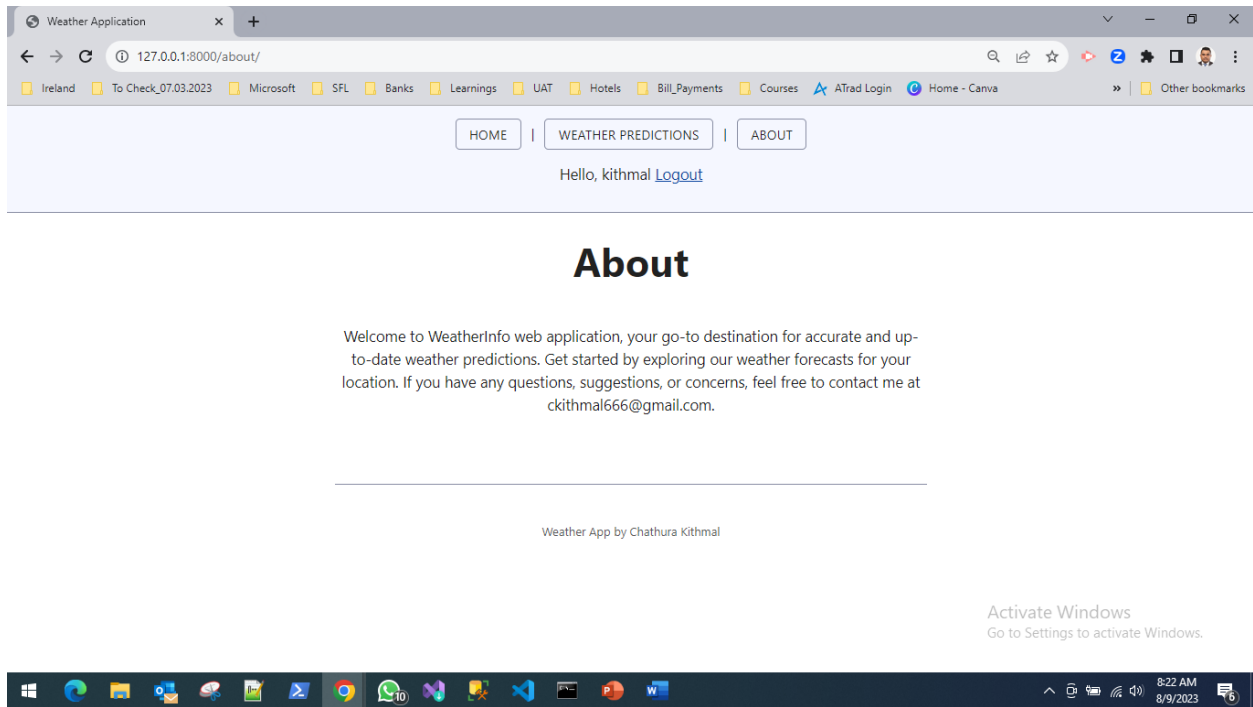 Weather Application
127.0.0.1:8000/about/
Ireland To Check_07.03.2023 Microsoft SFL Banks Learnings UAT Hotels Bill_Payments Courses ATrad Login Home - Canva » Other bookmarks
HOME | WEATHER PREDICTIONS | ABOUT
Hello, kithmal Logout
About
Welcome to WeatherInfo web application, your go-to destination for accurate and up-
to-date weather predictions. Get started by exploring our weather forecasts for your
location. If you have any questions, suggestions, or concerns, feel free to contact me at
ckithmal666@gmail.com.
Weather App by Chathura Kithmal
Activate Windows
Go to Settings to activate Windows.
10
8:22 AM
8/9/2023
6